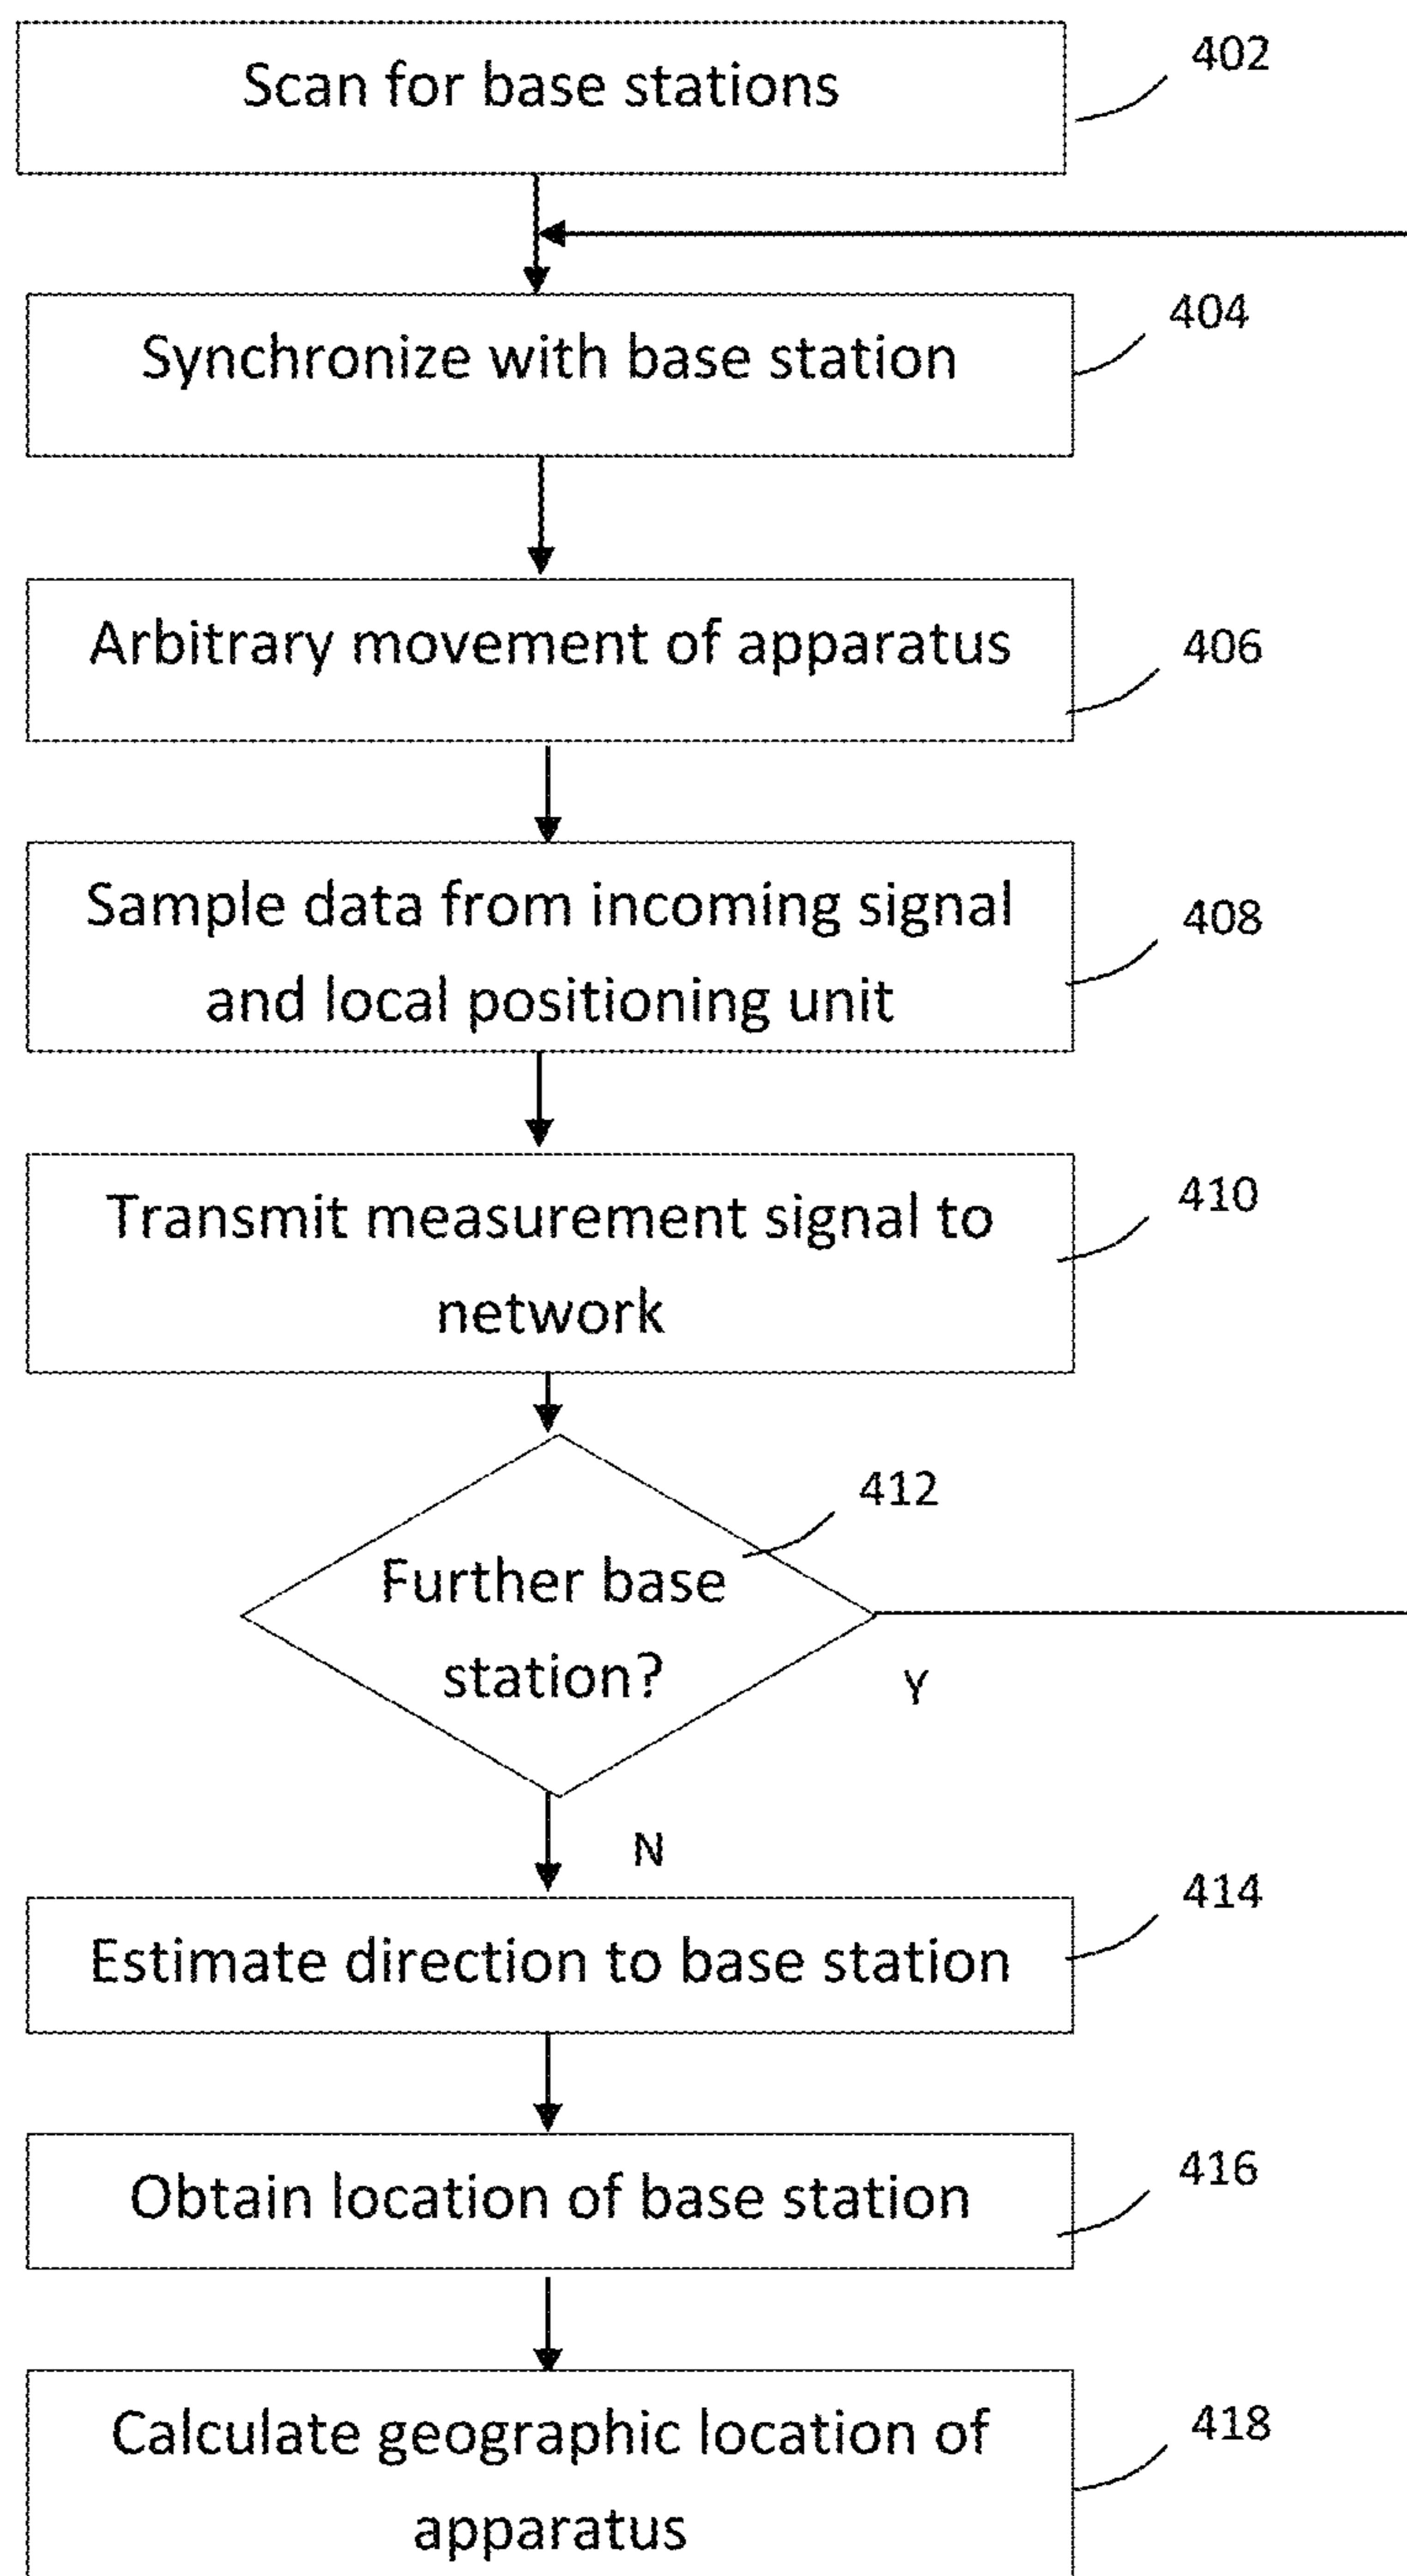 Scan for base stations
402
Synchronize with base station
404
Arbitrary movement of apparatus
406
Sample data from incoming signal
and local positioning unit
408
Transmit measurement signal to
network
410
412
Further base
station?
Y
N
414
Estimate direction to base station
416
Obtain location of base station
Calculate geographic location of
apparatus
418